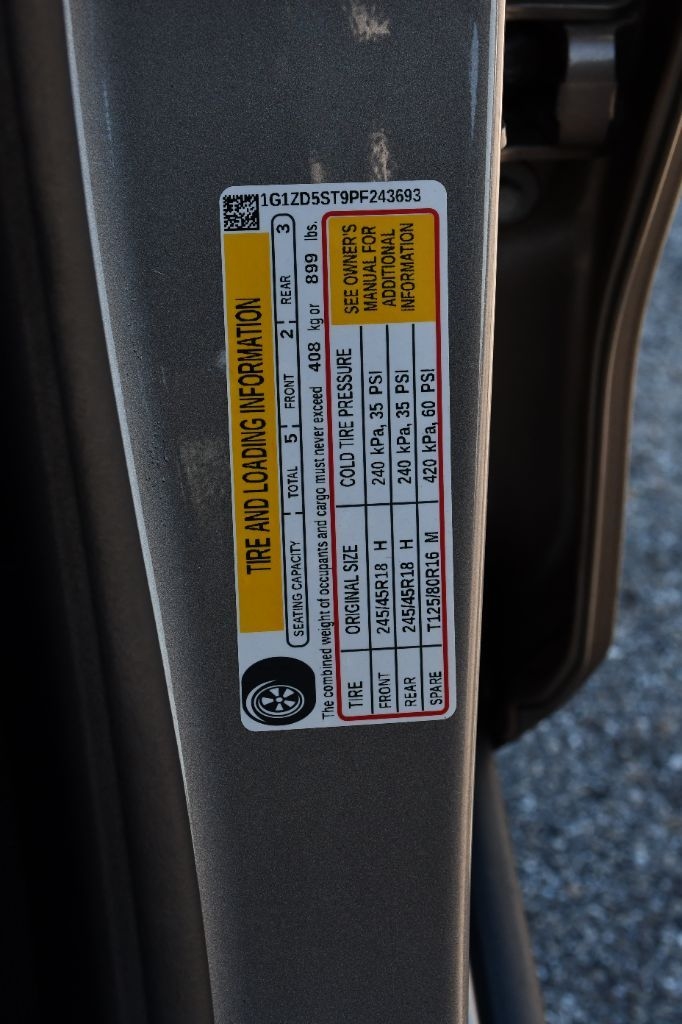 1G1ZD5ST9PF243693
TIRE AND LOADING INFORMATION
SEATING CAPACITY TOTAL 5 FRONT 2 REAR 3
The combined weight of occupants and cargo must never exceed 408 kg or 899 lbs.
TIRE ORIGINAL SIZE COLD TIRE PRESSURE
FRONT 245/45R18 H 240 kPa, 35 PSI
REAR 245/45R18 H 240 kPa, 35 PSI
SPARE T125/80R16 M 420 kPa, 60 PSI
SEE OWNER'S
MANUAL FOR
ADDITIONAL
INFORMATION